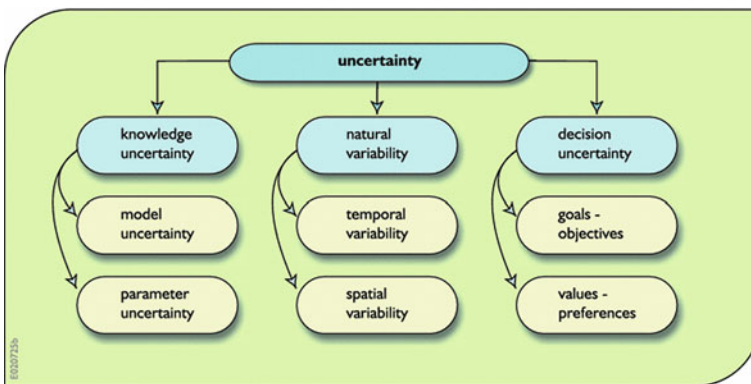 uncertainty
knowledge
uncertainty
natural
variability
decision
uncertainty
model
uncertainty
temporal
variability
goals -
objectives
parameter
uncertainty
spatial
variability
values -
preferences
E020725b